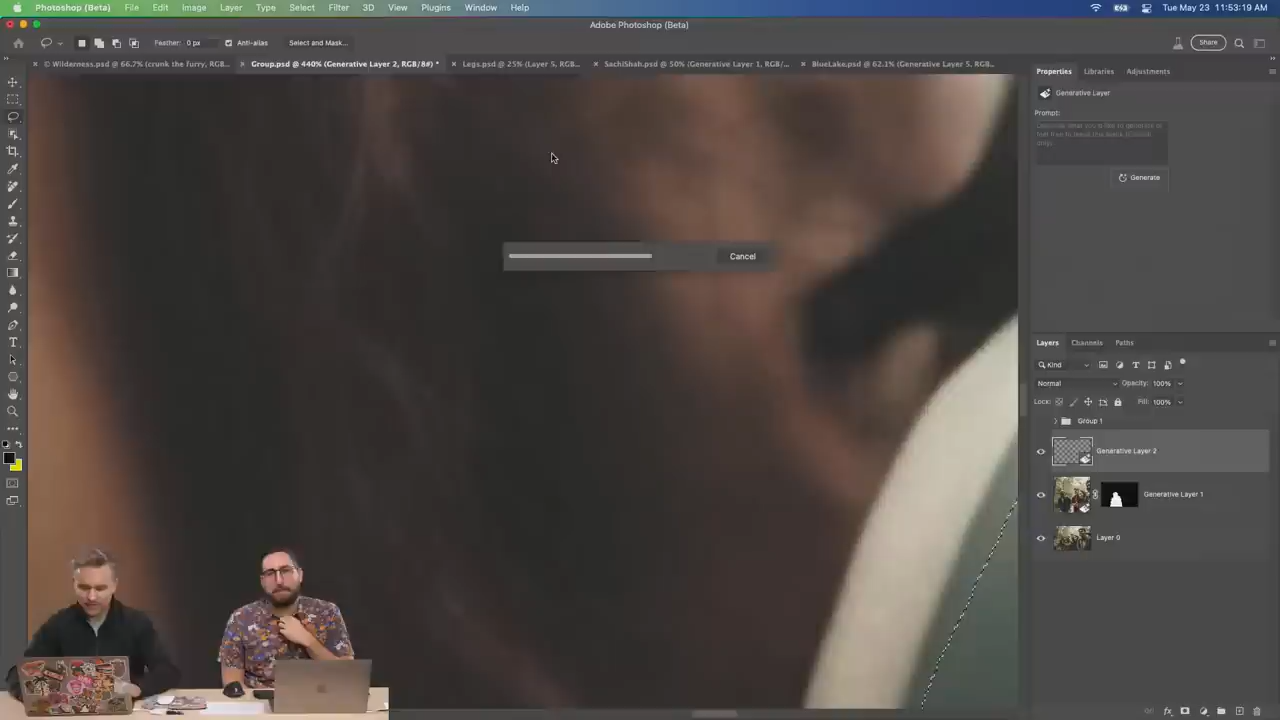 Photoshop (Beta) File Edit Image Layer Type Select Filter 3D View Plugins Window Help Tue May 23 11:53:19 AM
Adobe Photoshop (Beta)
Feather: 0 px Anti-alias Select and Mask... Share
© Wilderness.psd @ 66.7% (crunk the furry, RGB/8... Group.psd @ 440% (Generative Layer 2, RGB/8#) * Legs.psd @ 25% (Layer 5, RGB/8... SachiShah.psd @ 50% (Generative Layer 1, RGB/... BlueLake.psd @ 62.1% (Generative Layer 5, RGB/...
Properties Libraries Adjustments
Generative Layer
Prompt:
Generate
Cancel
Layers Channels Paths
Kind
Normal Opacity: 100%
Lock: Fill: 100%
Group 1
Generative Layer 2
Generative Layer 1
Layer 0